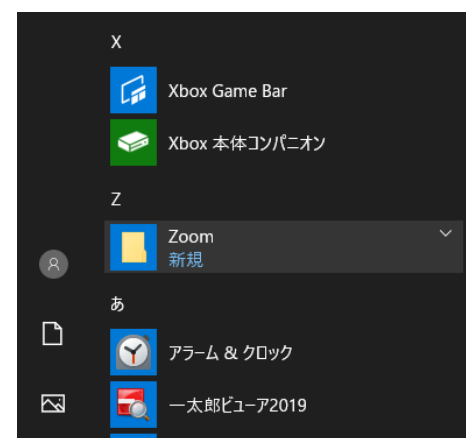 X
Xbox Game Bar
Xbox 本体コンパニオン
Z
Zoom
新規
あ
アラーム & クロック
一太郎ビューア2019